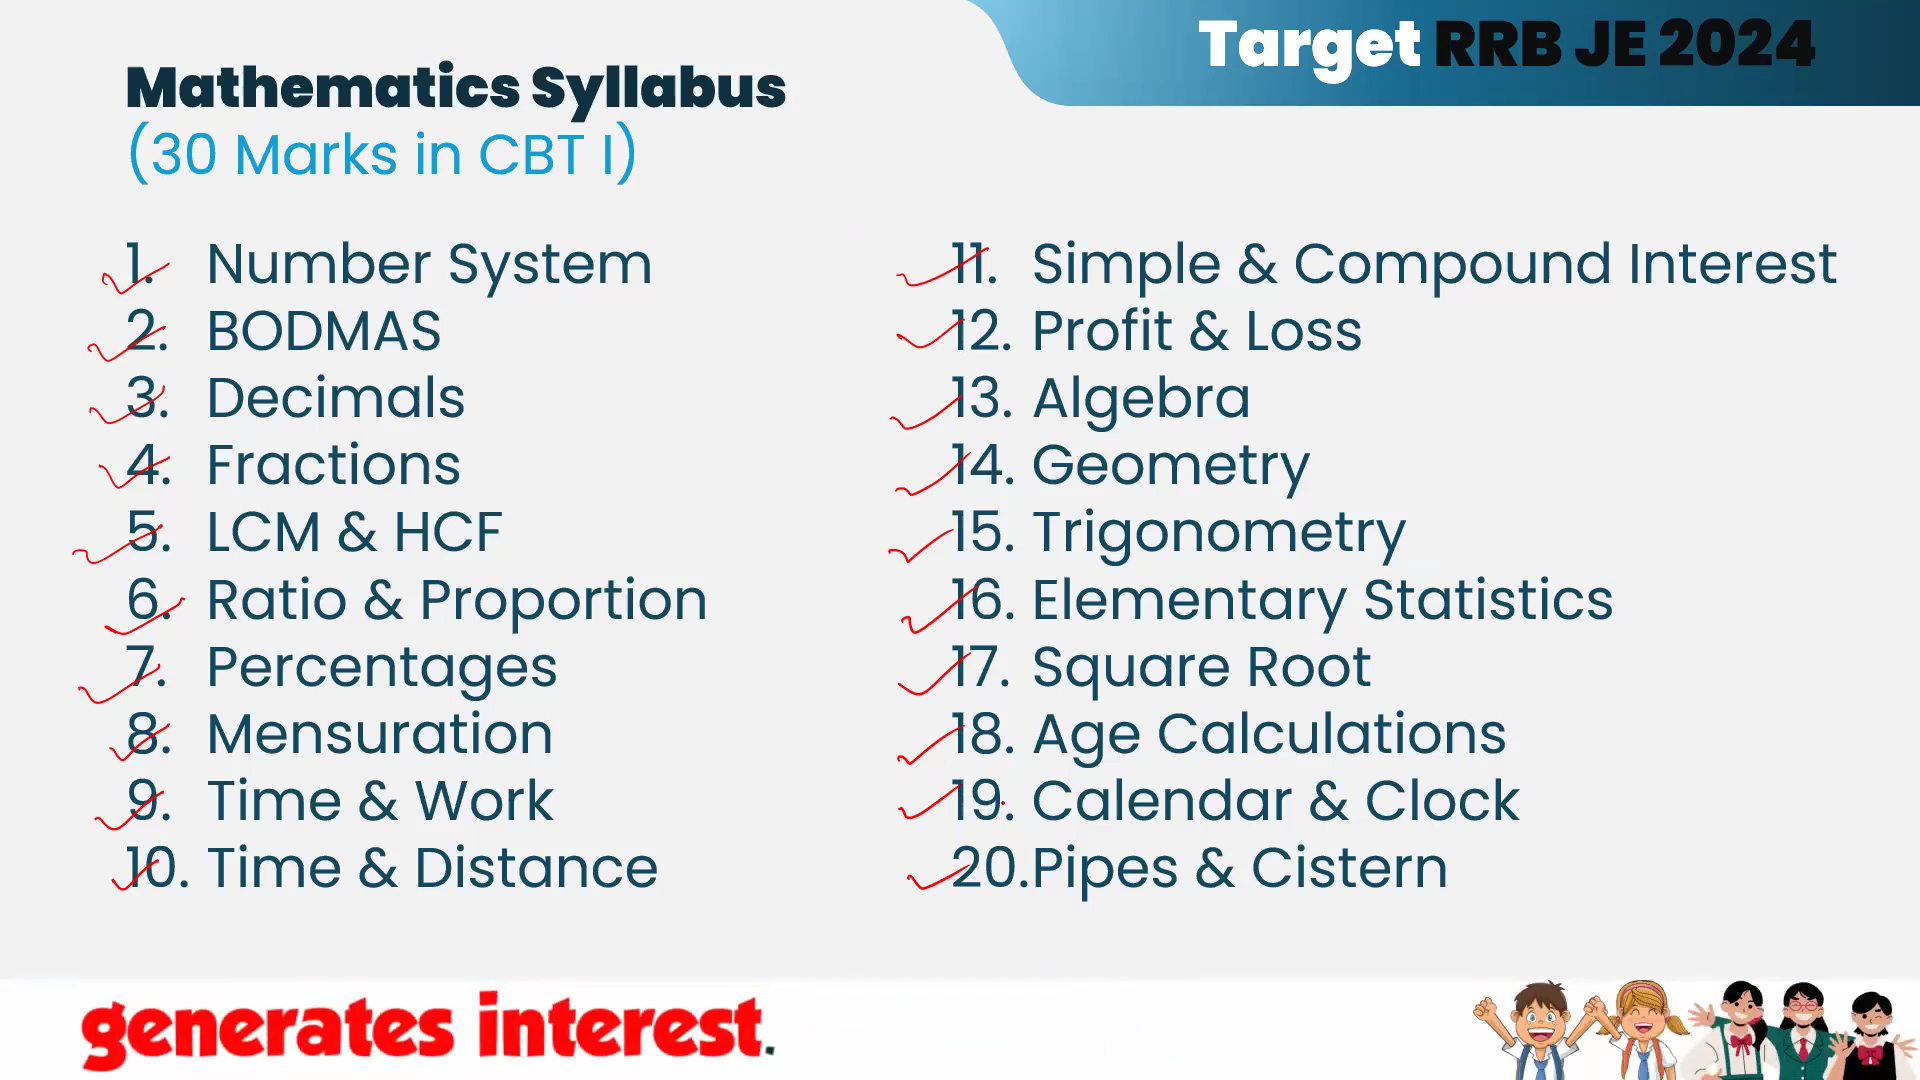 Target RRB JE 2024
Mathematics Syllabus
(30 Marks in CBT I)
1. Number System
2. BODMAS
3. Decimals
4. Fractions
5. LCM & HCF
6. Ratio & Proportion
7. Percentages
8. Mensuration
9. Time & Work
10. Time & Distance
11. Simple & Compound Interest
12. Profit & Loss
13. Algebra
14. Geometry
15. Trigonometry
16. Elementary Statistics
17. Square Root
18. Age Calculations
19. Calendar & Clock
20. Pipes & Cistern
generates interest.